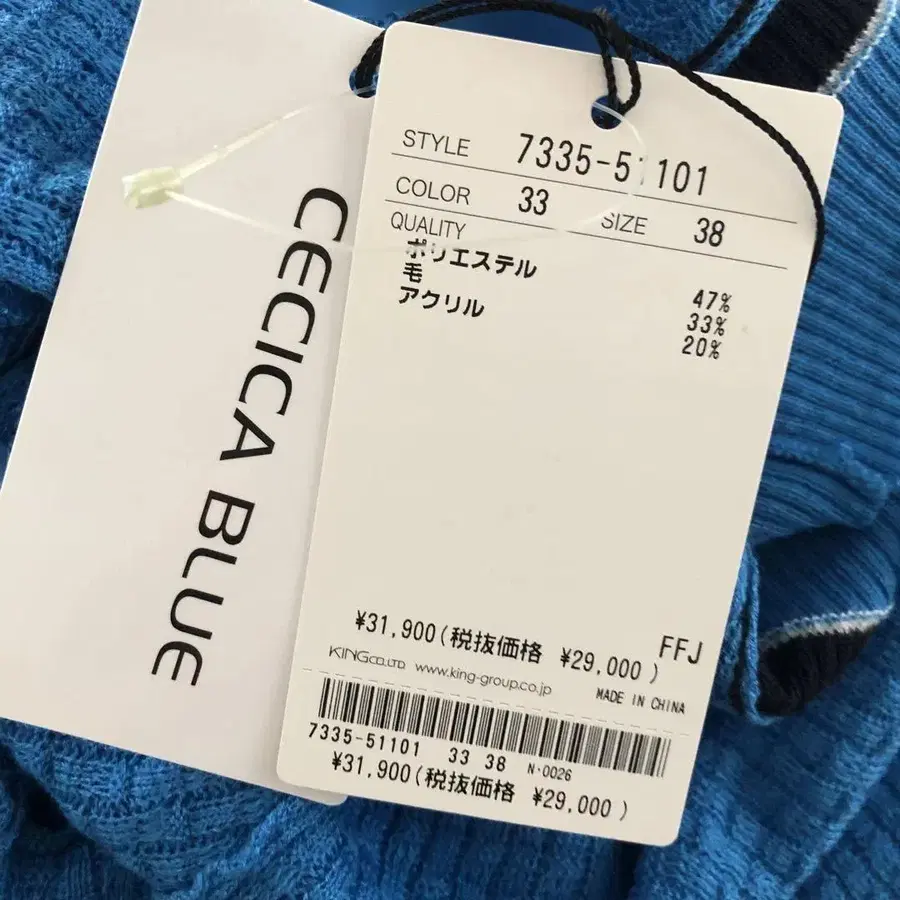 CECICA BLUE
STYLE 7335-51101
COLOR 33 SIZE 38
QUALITY
ポリエステル 47%
毛 33%
アクリル 20%
¥31,900(税抜価格 ¥29,000) FFJ
KING CO.,LTD www.king-group.co.jp
MADE IN CHINA
7335-51101 33 38 N-0026
¥31,900(税抜価格 ¥29,000)